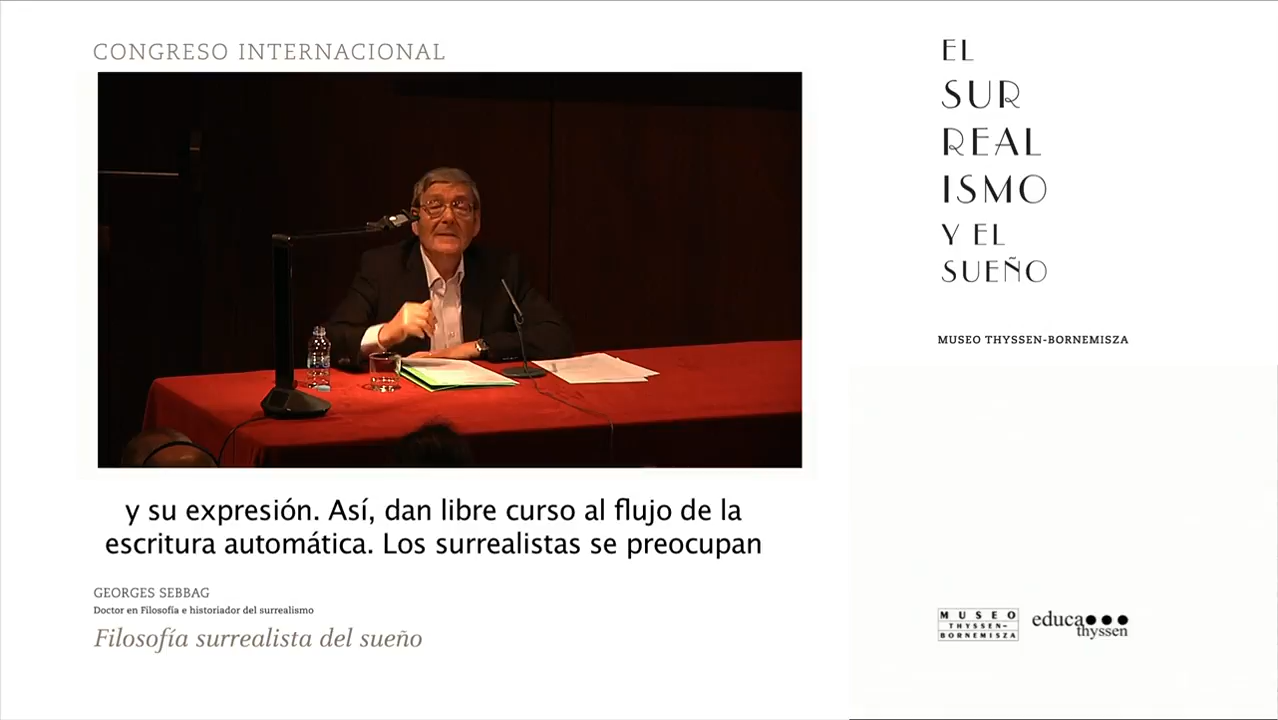 CONGRESO INTERNACIONAL
EL
SUR
REAL
ISMO
Y EL
SUEÑO
MUSEO THYSSEN-BORNEMISZA
y su expresión. Así, dan libre curso al flujo de la
escritura automática. Los surrealistas se preocupan
GEORGES SEBBAG
Doctor en Filosofía e historiador del surrealismo
Filosofía surrealista del sueño
MUSEO
THYSSEN-
BORNEMISZA
educa
thyssen